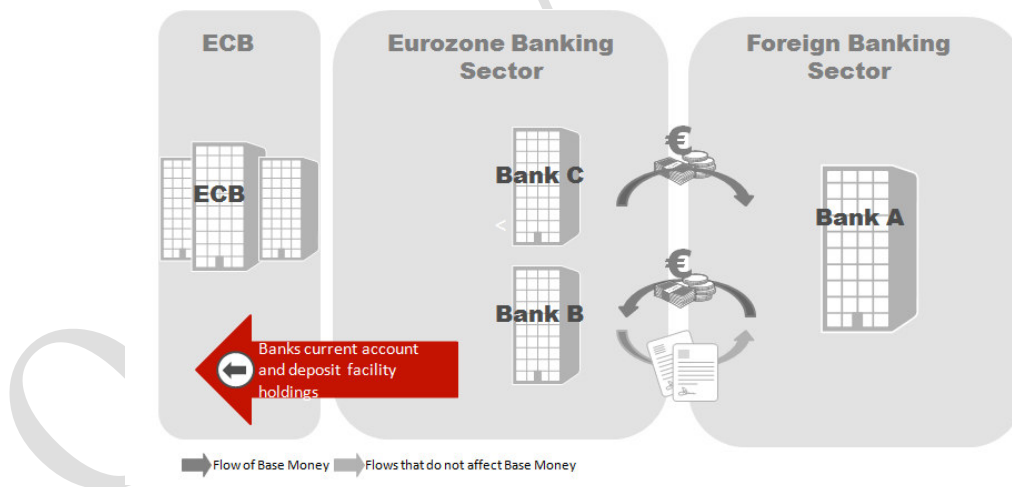 ECB
Eurozone Banking
Sector
Foreign Banking
Sector
€
Bank C
ECB
Bank A
<
€
Bank B
Banks current account
and deposit facility
holdings
Flow of Base Money
Flows that do not affect Base Money